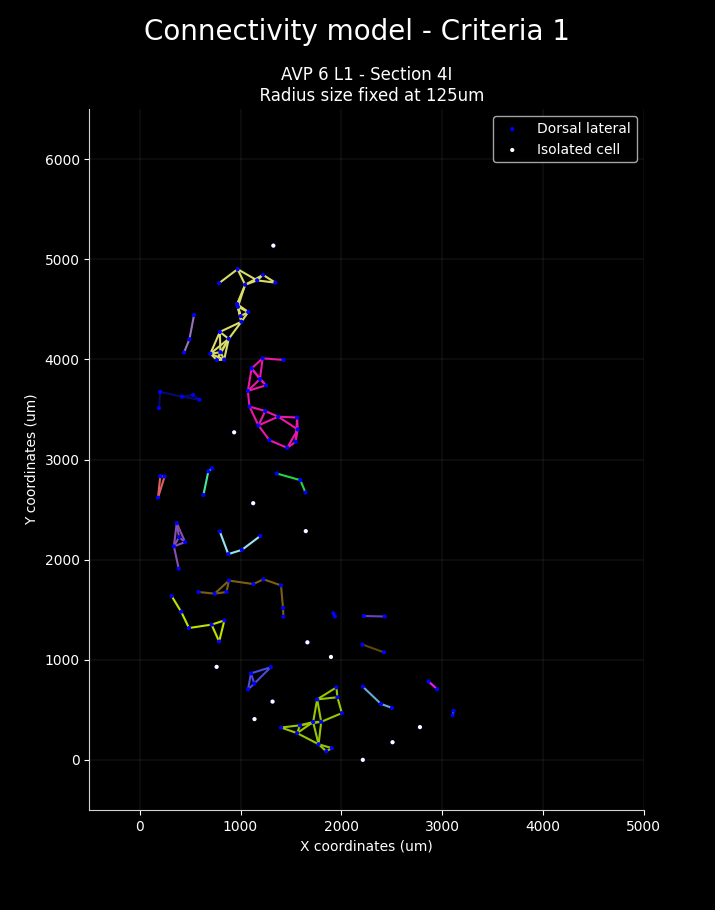 Connectivity model - Criteria 1
AVP 6 L1 - Section 4I
Radius size fixed at 125um
Dorsal lateral
Isolated cell
6000
5000
4000
3000
2000
1000
0
Y coordinates (um)
0 1000 2000 3000 4000 5000
X coordinates (um)